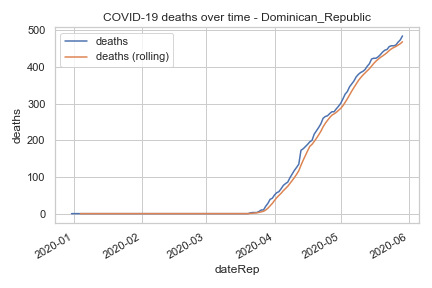 COVID-19 deaths over time - Dominican_Republic
deaths
deaths (rolling)
500
400
300
200
100
0
deaths
2020-01
2020-02
2020-03
2020-04
2020-05
2020-06
dateRep